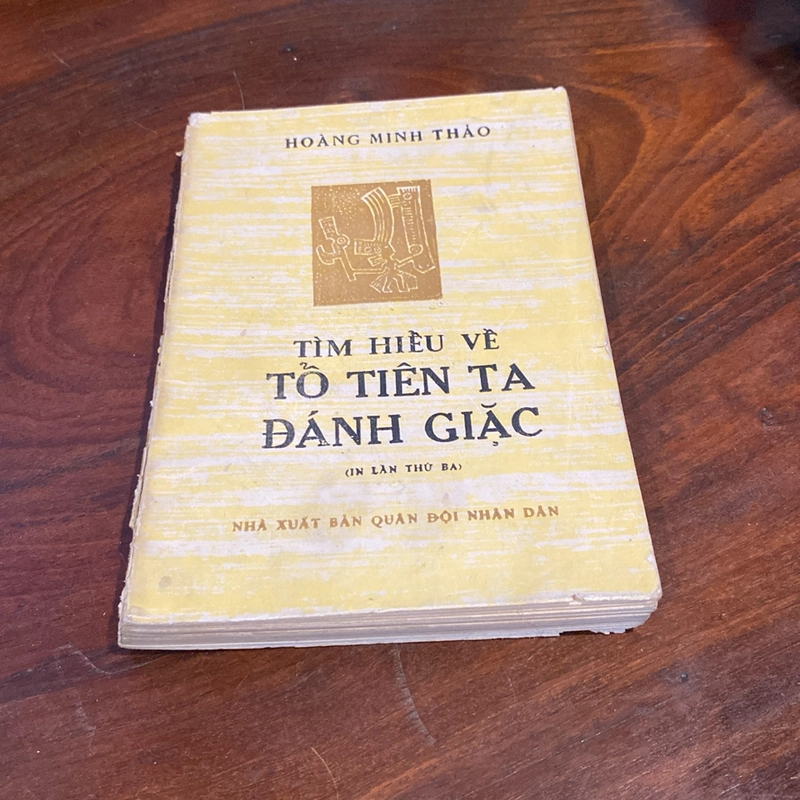 HOÀNG MINH THẢO
TÌM HIỂU VỀ
TỔ TIÊN TA
ĐÁNH GIẶC
(IN LẦN THỨ BA)
NHÀ XUẤT BẢN QUÂN ĐỘI NHÂN DÂN